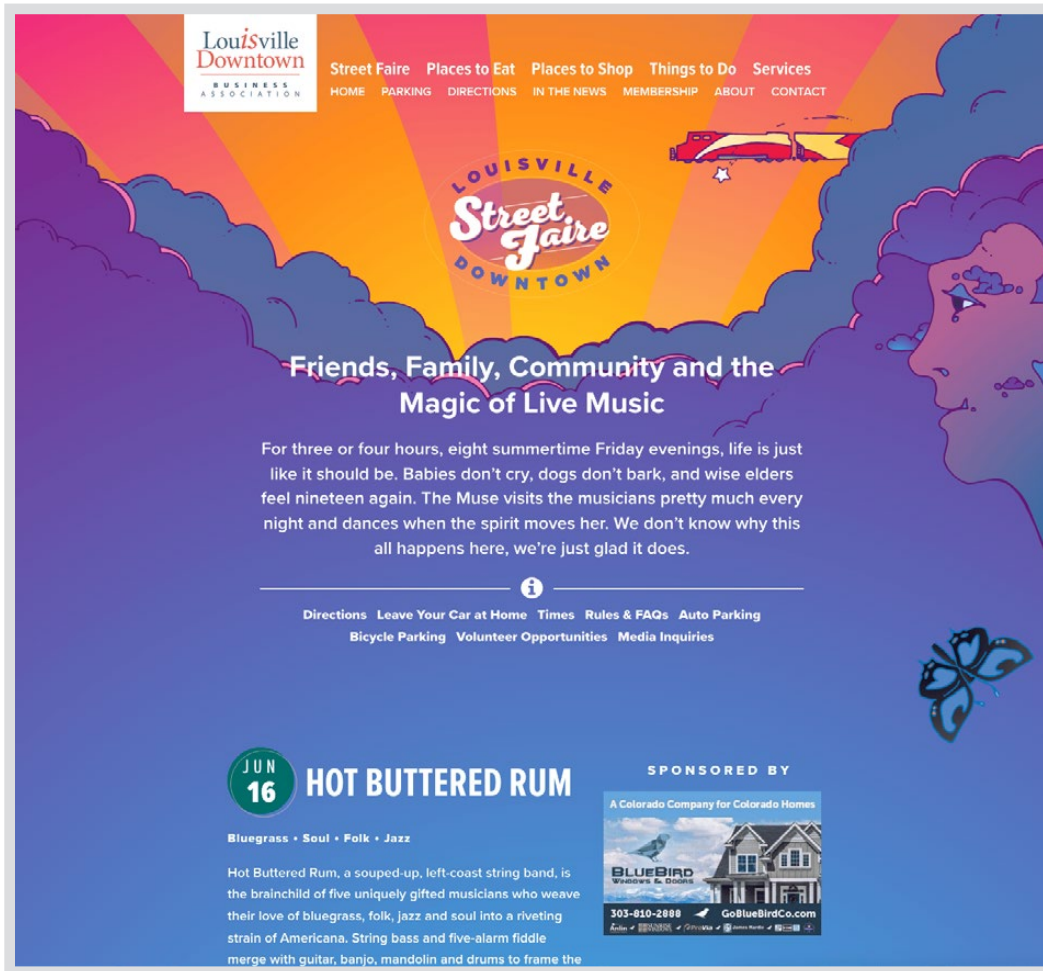 Louisville
Downtown
BUSINESS
ASSOCIATION
Street Faire Places to Eat Places to Shop Things to Do Services
HOME PARKING DIRECTIONS IN THE NEWS MEMBERSHIP ABOUT CONTACT
LOUISVILLE
Street
Faire
DOWNTOWN
Friends, Family, Community and the
Magic of Live Music
For three or four hours, eight summertime Friday evenings, life is just
like it should be. Babies don’t cry, dogs don’t bark, and wise elders
feel nineteen again. The Muse visits the musicians pretty much every
night and dances when the spirit moves her. We don’t know why this
all happens here, we’re just glad it does.
i
Directions Leave Your Car at Home Times Rules & FAQs Auto Parking
Bicycle Parking Volunteer Opportunities Media Inquiries
JUN
16
HOT BUTTERED RUM
Bluegrass • Soul • Folk • Jazz
Hot Buttered Rum, a souped-up, left-coast string band, is
the brainchild of five uniquely gifted musicians who weave
their love of bluegrass, folk, jazz and soul into a riveting
strain of Americana. String bass and five-alarm fiddle
merge with guitar, banjo, mandolin and drums to frame the
SPONSORED BY
A Colorado Company for Colorado Homes
BLUEBIRD
WINDOWS & DOORS
303-810-2888 GoBlueBirdCo.com
Anlin ProVia James Hardie